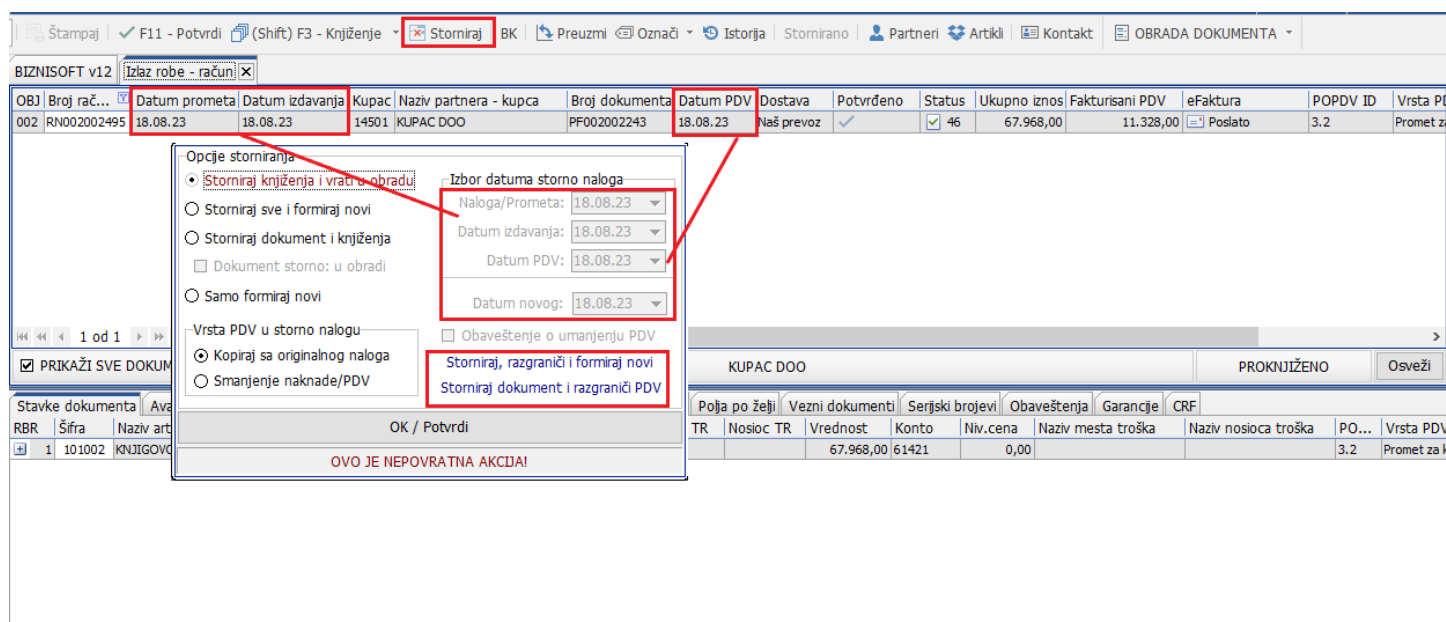 Štampaj F11 - Potvrdi (Shift) F3 - Knjiženje Storniraj BK Preuzmi Označi Istorija Stornirano Partneri Artikli Kontakt OBRADA DOKUMENTA
BIZNISOFT v12 Izlaz robe - račun
OBJ Broj rač... Datum prometa Datum izdavanja Kupac Naziv partnera - kupca Broj dokumenta Datum PDV Dostava Potvrđeno Status Ukupno iznos Fakturisani PDV eFaktura POPDV ID Vrsta PD
002 RN002002495 18.08.23 18.08.23 14501 KUPAC DOO PF002002243 18.08.23 Naš prevoz 46 67.968,00 11.328,00 Poslato 3.2 Promet za
Opcije storniranja
Storniraj knjiženja i vrati u obradu
Storniraj sve i formiraj novi
Storniraj dokument i knjiženja
Dokument storno: u obradi
Samo formiraj novi
Izbor datuma storno naloga
Naloga/Prometa: 18.08.23
Datum izdavanja: 18.08.23
Datum PDV: 18.08.23
Datum novog: 18.08.23
Vrsta PDV u storno nalogu
Kopiraj sa originalnog naloga
Smanjenje naknade/PDV
Obaveštenje o umanjenju PDV
Storniraj, razgraniči i formiraj novi
Storniraj dokument i razgraniči PDV
OK / Potvrdi
OVO JE NEPOVRATNA AKCIJA!
1 od 1
PRIKAŽI SVE DOKUM KUPAC DOO PROKNJIŽENO Osveži
Stavke dokumenta Ava Polja po želji Vezni dokumenti Serijski brojevi Obaveštenja Garancije CRF
RBR Šifra Naziv art TR Nosioc TR Vrednost Konto Niv.cena Naziv mesta troška Naziv nosioca troška PO... Vrsta PDV
1 101002 KNJIGOVO 67.968,00 61421 0,00 3.2 Promet za k